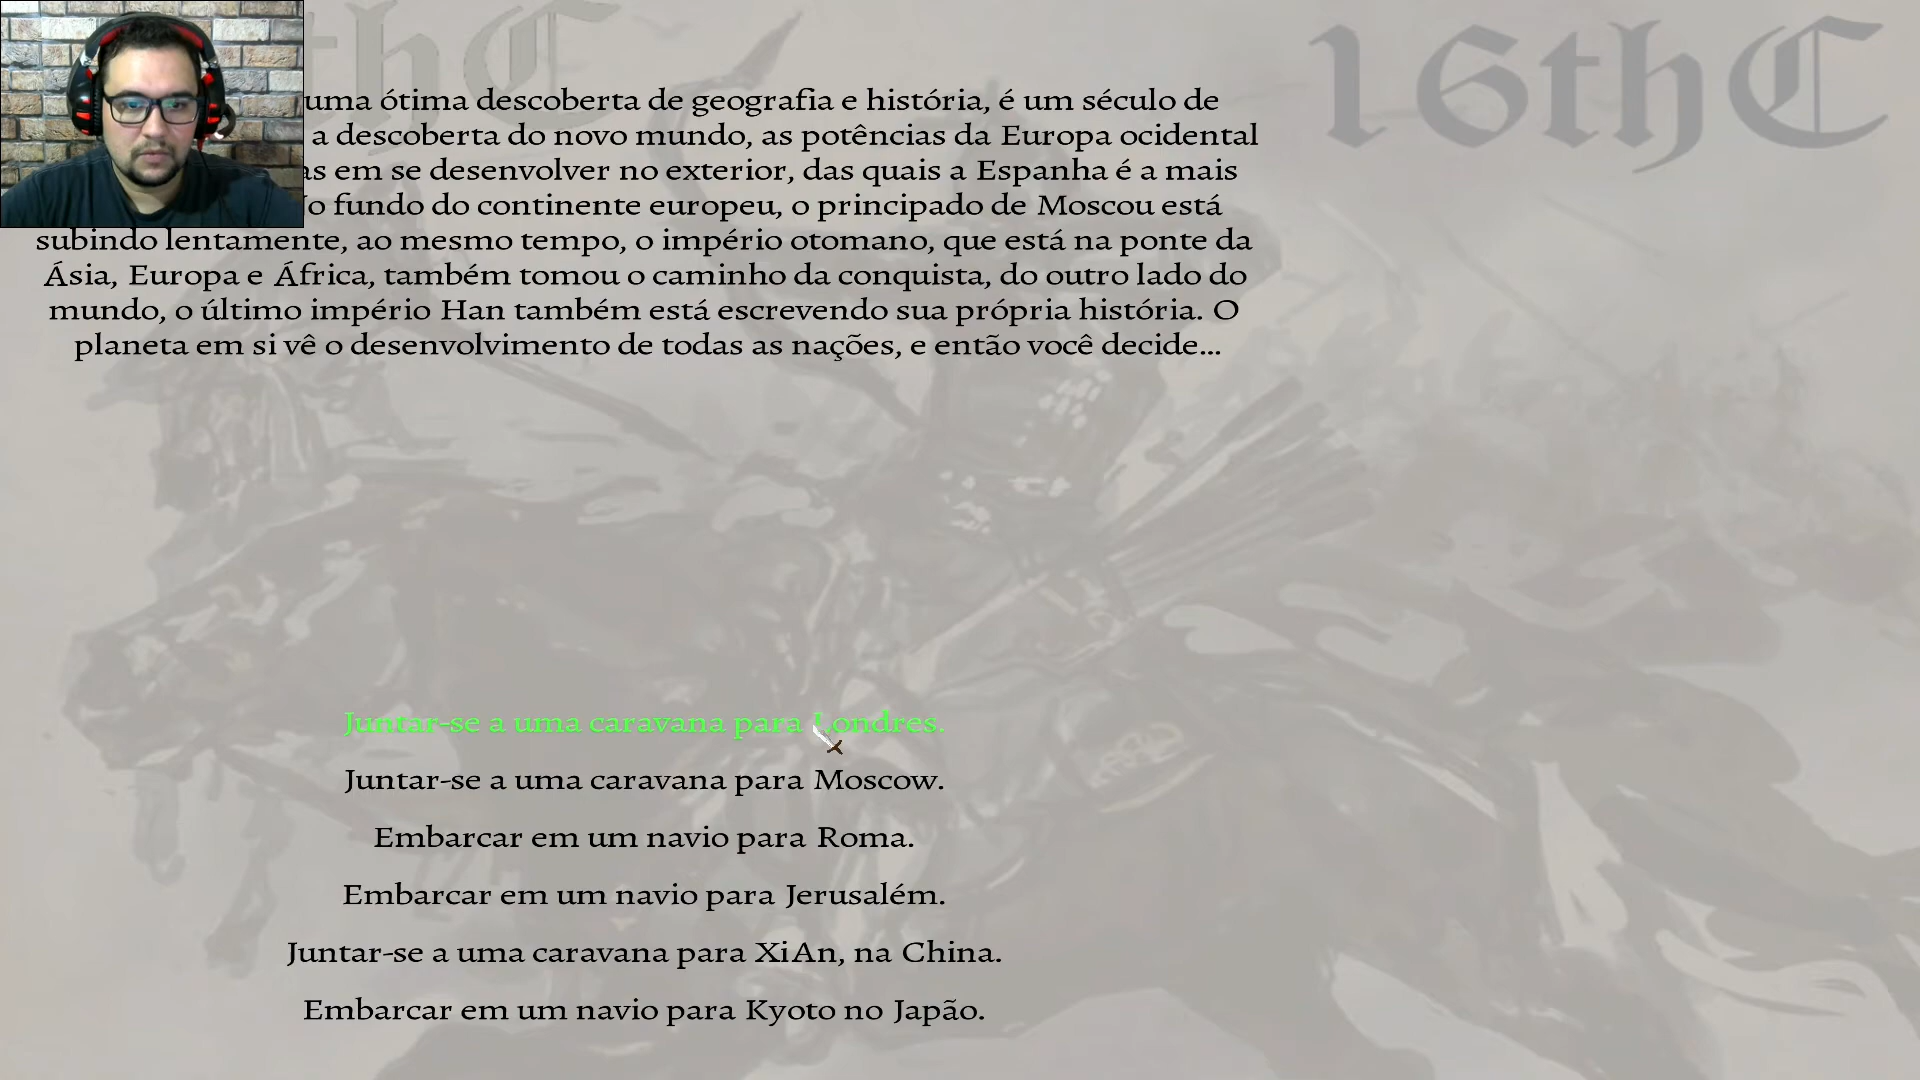 thC
16thC
uma ótima descoberta de geografia e história, é um século de
a descoberta do novo mundo, as potências da Europa ocidental
em se desenvolver no exterior, das quais a Espanha é a mais
fundo do continente europeu, o principado de Moscou está
subindo lentamente, ao mesmo tempo, o império otomano, que está na ponte da
Ásia, Europa e África, também tomou o caminho da conquista, do outro lado do
mundo, o último império Han também está escrevendo sua própria história. O
planeta em si vê o desenvolvimento de todas as nações, e então você decide...
Juntar-se a uma caravana para Londres.
Juntar-se a uma caravana para Moscow.
Embarcar em um navio para Roma.
Embarcar em um navio para Jerusalém.
Juntar-se a uma caravana para XiAn, na China.
Embarcar em um navio para Kyoto no Japão.